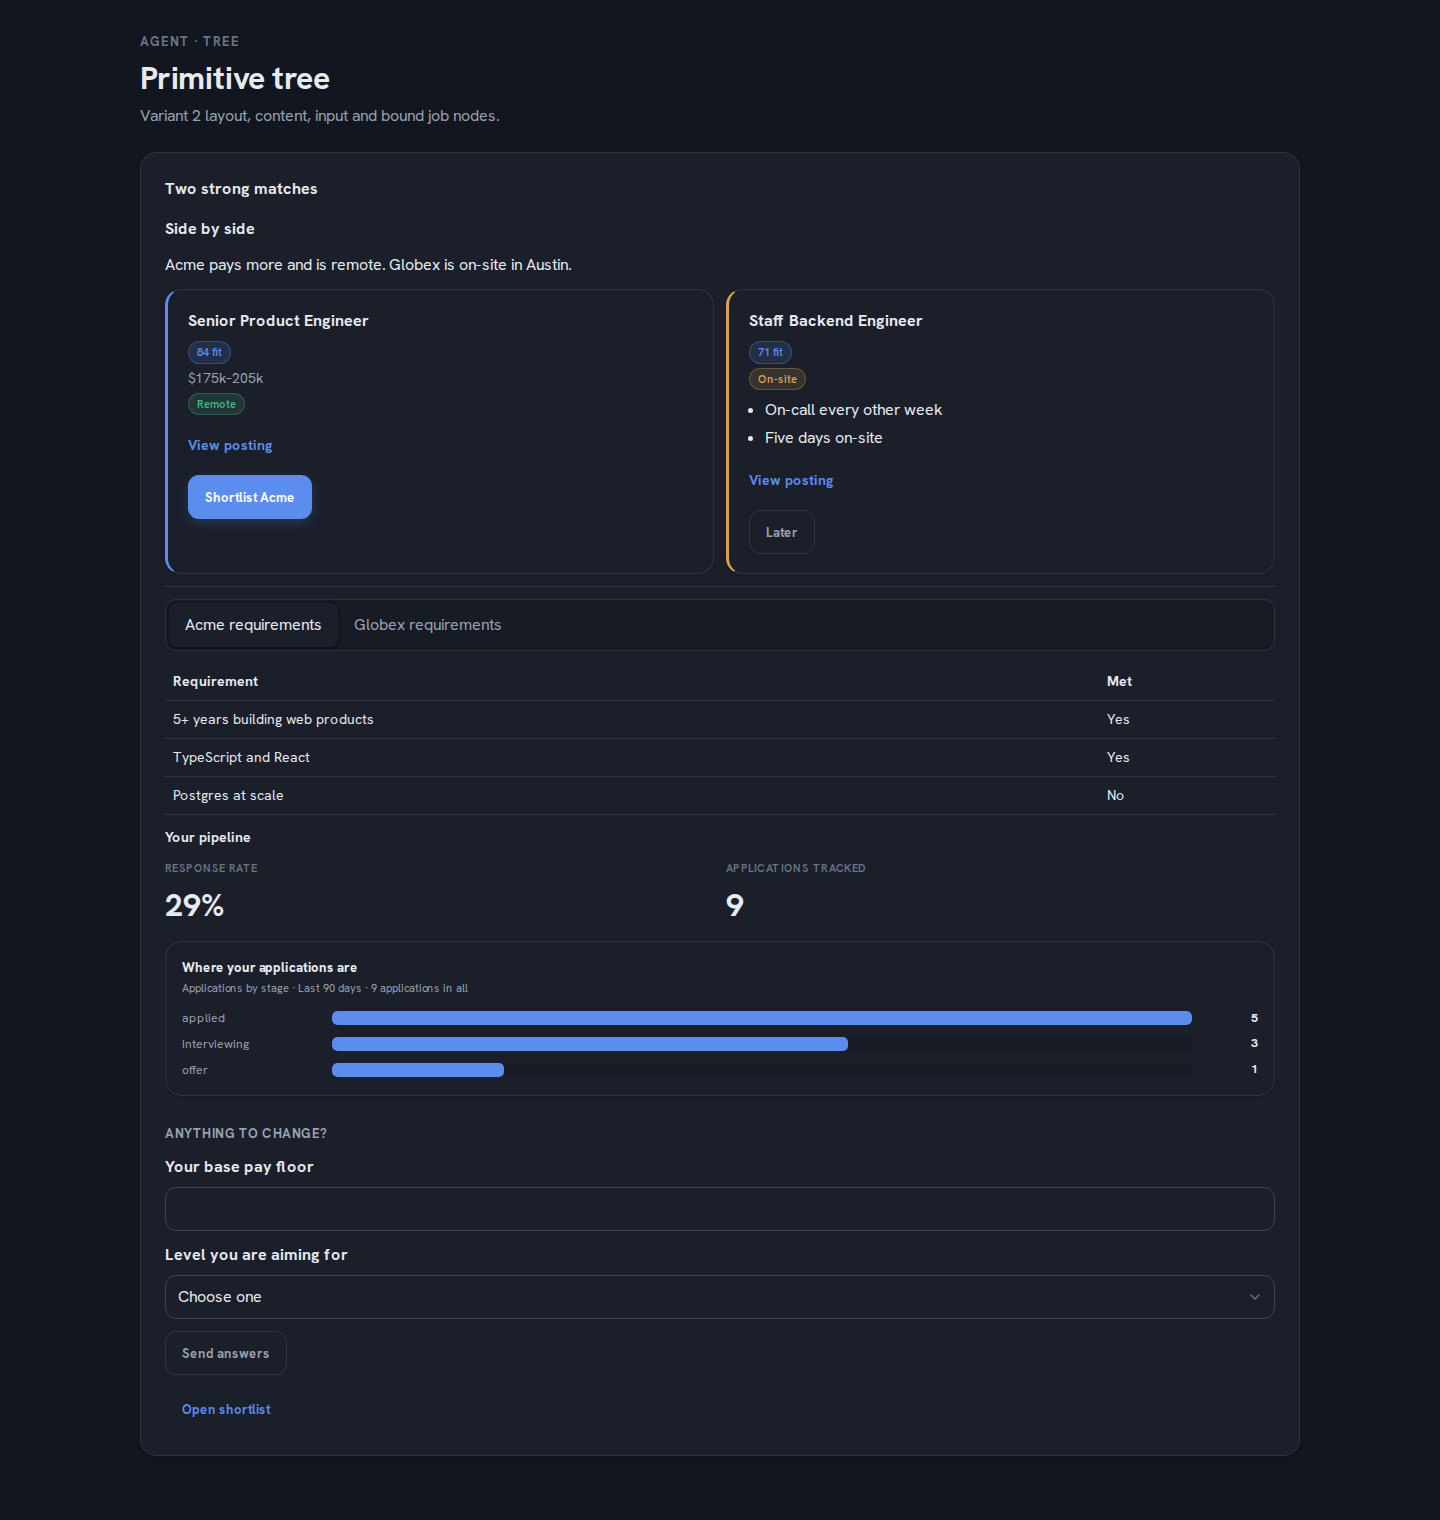 AGENT · TREE
Primitive tree
Variant 2 layout, content, input and bound job nodes.
Two strong matches
Side by side
Acme pays more and is remote. Globex is on-site in Austin.
Senior Product Engineer
84 fit
$175k–205k
Remote
View posting
Shortlist Acme
Staff Backend Engineer
71 fit
On-site
• On-call every other week
• Five days on-site
View posting
Later
Acme requirements Globex requirements
Requirement Met
5+ years building web products Yes
TypeScript and React Yes
Postgres at scale No
Your pipeline
RESPONSE RATE APPLICATIONS TRACKED
29% 9
Where your applications are
Applications by stage · Last 90 days · 9 applications in all
applied 5
interviewing 3
offer 1
ANYTHING TO CHANGE?
Your base pay floor
Level you are aiming for
Choose one
Send answers
Open shortlist